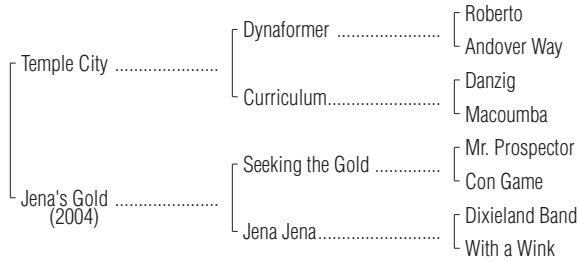 Roberto
Dynaformer ....................
Andover Way
Temple City ....................
Danzig
Curriculum......................
Macoumba
Mr. Prospector
Seeking the Gold .............
Con Game
Jena's Gold ....................
(2004)
Dixieland Band
Jena Jena........................
With a Wink